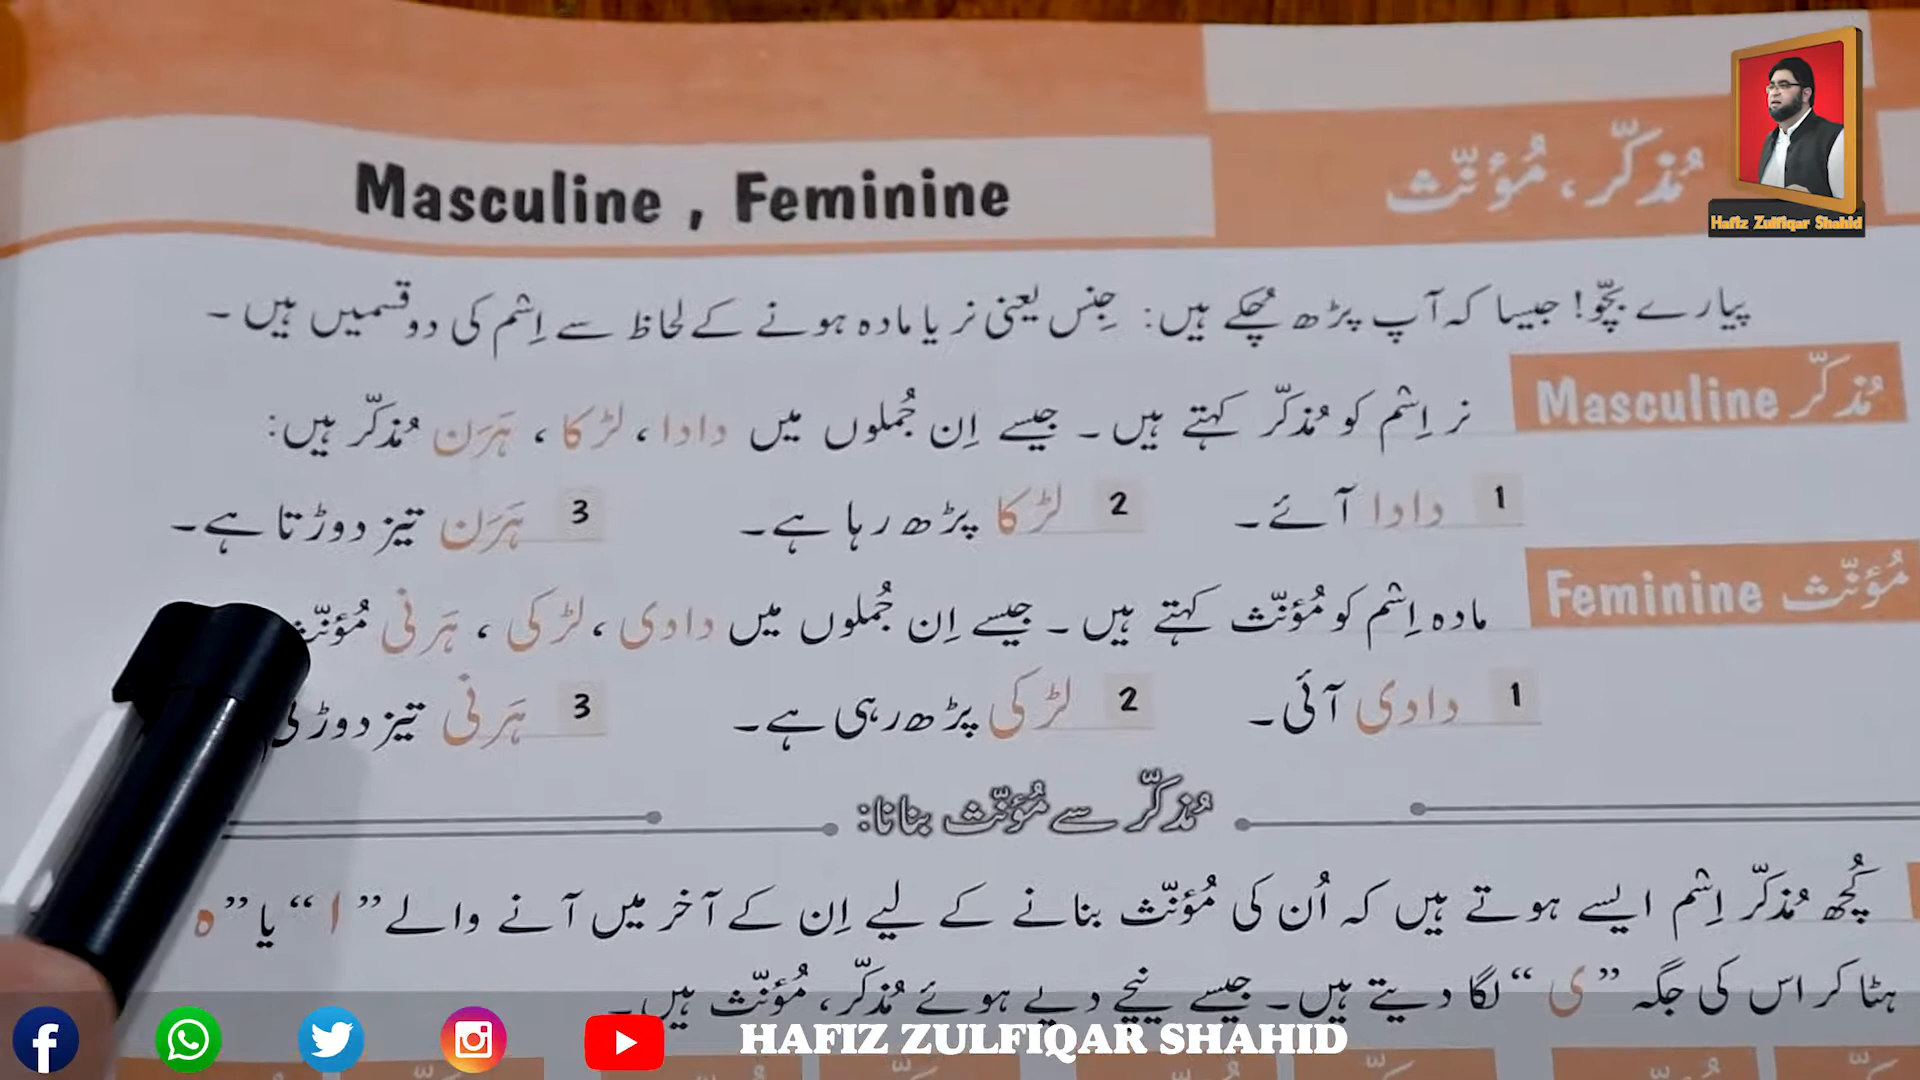 Masculine , Feminine مُذکّر، مُؤنّث
Hafiz Zulfiqar Shahid
پیارے بچّو! جیسا کہ آپ پڑھ چُکے ہیں: جِنس یعنی نر یا مادہ ہونے کے لحاظ سے اِسْم کی دو قسمیں ہیں ۔
مُذکّر Masculine
نر اِسْم کو مُذکّر کہتے ہیں ۔ جیسے اِن جُملوں میں دادا، لڑکا، ہَرَن مُذکّر ہیں:
1 دادا آئے۔ 2 لڑکا پڑھ رہا ہے۔ 3 ہَرَن تیز دوڑتا ہے۔
مُؤنّث Feminine
مادہ اِسْم کو مُؤنّث کہتے ہیں ۔ جیسے اِن جُملوں میں دادی، لڑکی، ہَرنی مُؤنّث
1 دادی آئی۔ 2 لڑکی پڑھ رہی ہے۔ 3 ہَرنی تیز
مُذکّر سے مُؤنّث بنانا:
کُچھ مُذکّر اِسْم ایسے ہوتے ہیں کہ اُن کی مُؤنّث بنانے کے لیے اِن کے آخر میں آنے والے ”ا“ یا ”ہ
ہٹا کر اس کی جگہ ”ی“ لگا دیتے ہیں۔ جیسے نیچے دیے ہوئے مُذکّر، مُؤنّث ہیں۔
HAFIZ ZULFIQAR SHAHID